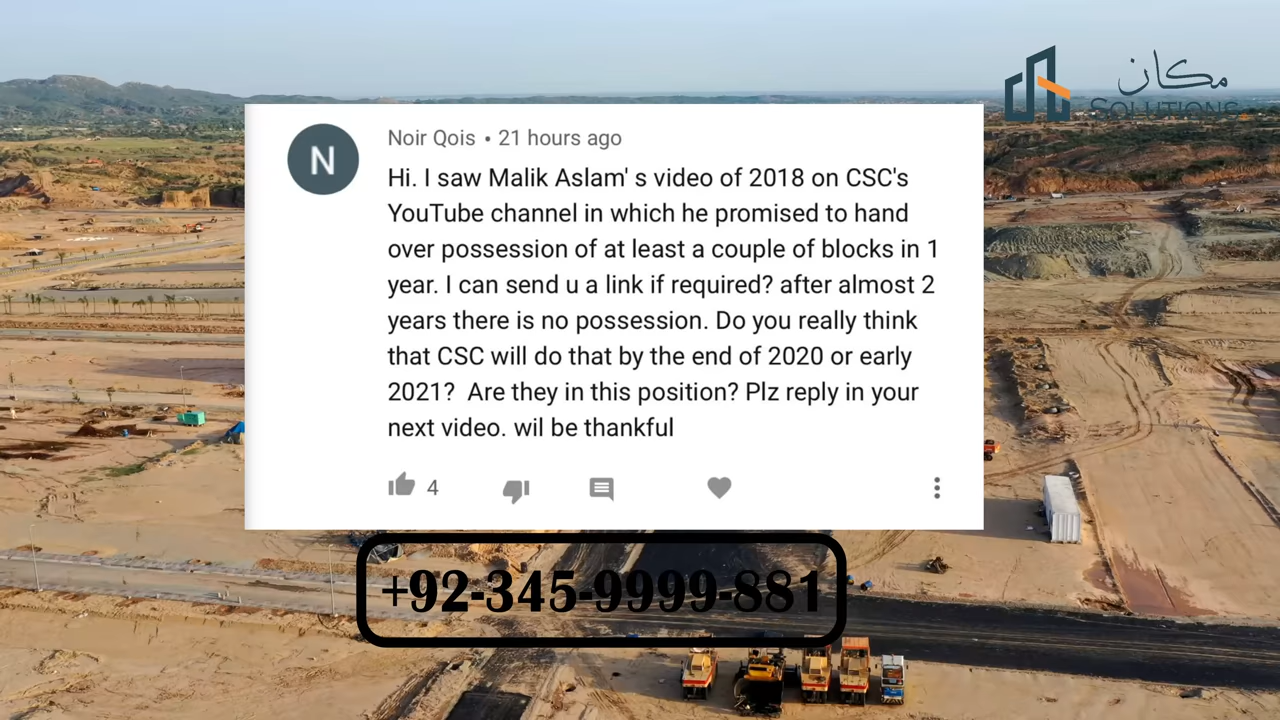 مكان
SOLUTIONS
N
Noir Qois • 21 hours ago
Hi. I saw Malik Aslam' s video of 2018 on CSC's
YouTube channel in which he promised to hand
over possession of at least a couple of blocks in 1
year. I can send u a link if required? after almost 2
years there is no possession. Do you really think
that CSC will do that by the end of 2020 or early
2021?  Are they in this position? Plz reply in your
next video. wil be thankful
4
+92-345-9999-881